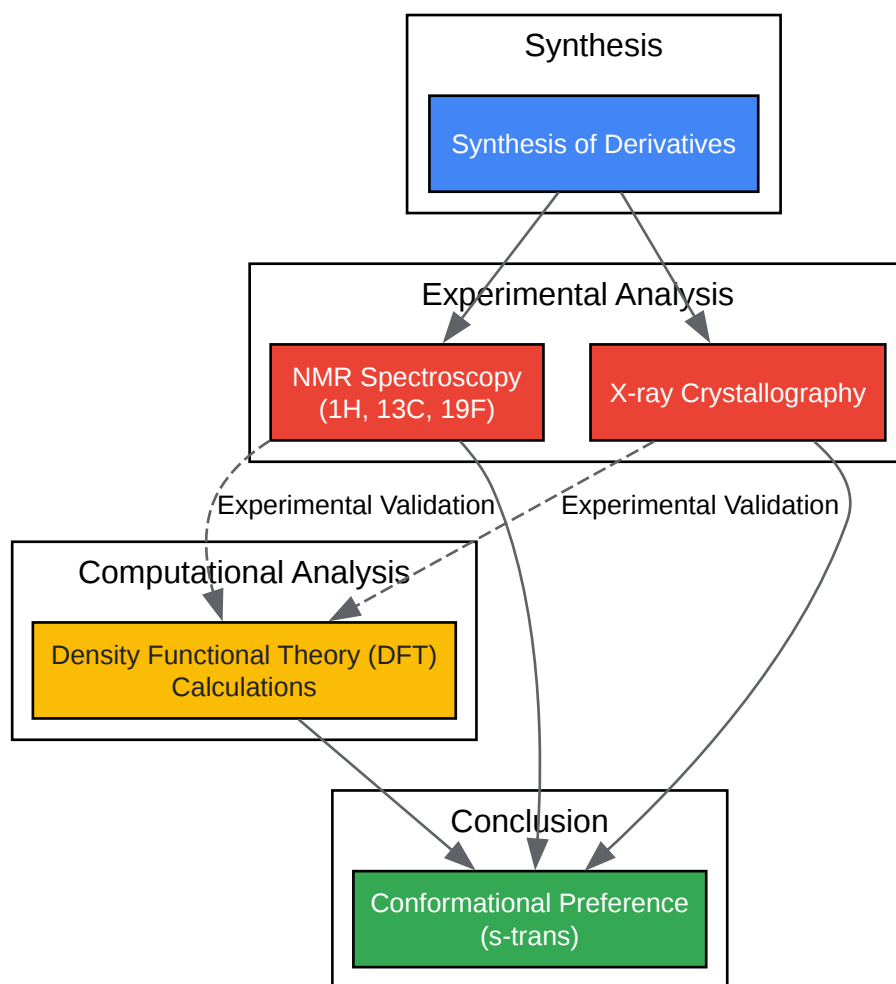 Synthesis
Synthesis of Derivatives
Experimental Analysis
NMR Spectroscopy
(1H, 13C, 19F)
X-ray Crystallography
Experimental Validation
Experimental Validation
Computational Analysis
Density Functional Theory (DFT)
Calculations
Conclusion
Conformational Preference
(s-trans)